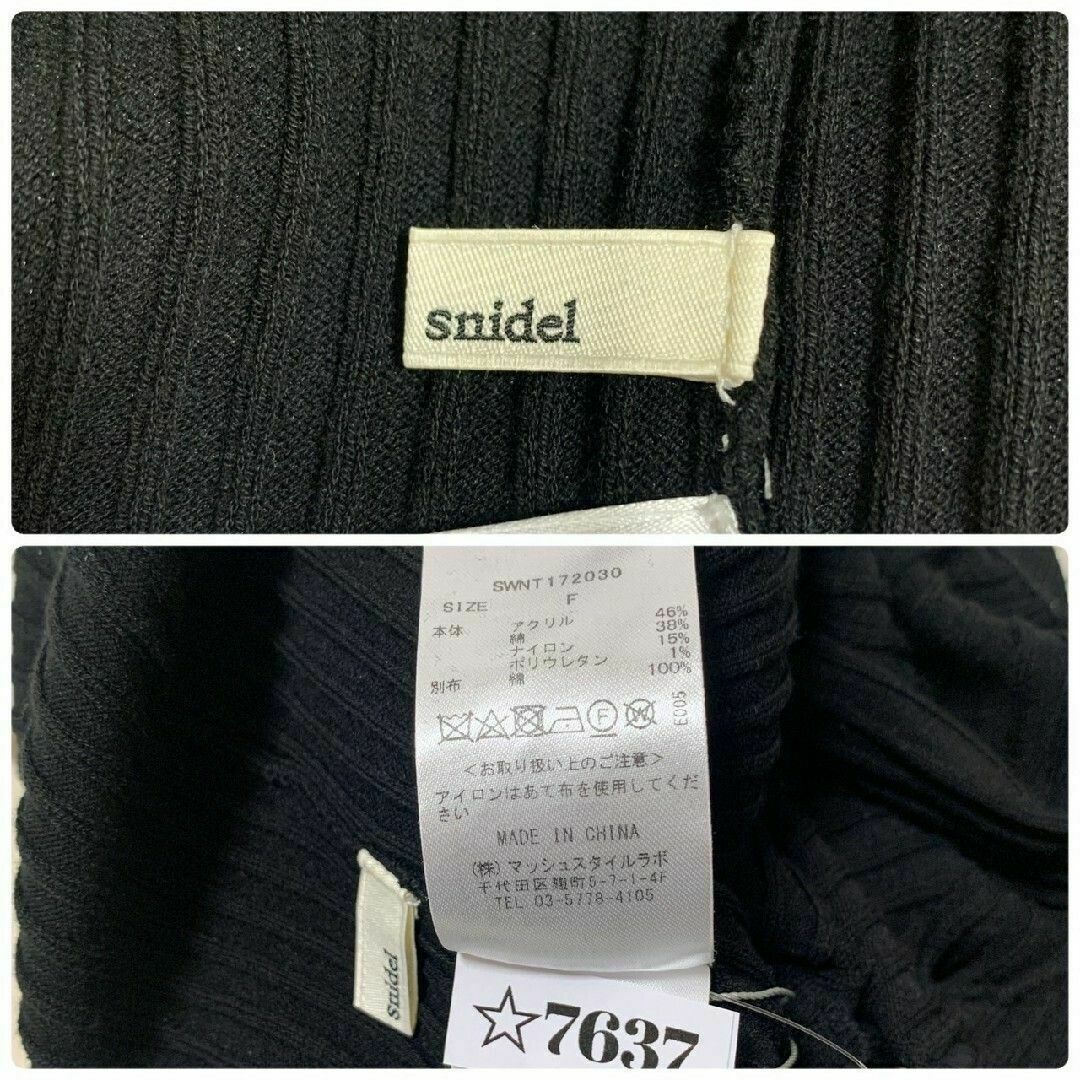 snidel
SWNT172030
SIZE F
本体 アクリル 46%
綿 38%
ナイロン 15%
ポリウレタン 1%
別布 綿 100%
F W
E005
＜お取り扱い上のご注意＞
アイロンはあて布を使用してくだ
さい
MADE IN CHINA
(株) マッシュスタイルラボ
千代田区麹町5-7-1-4F
TEL 03-5778-4105
snidel
☆7637